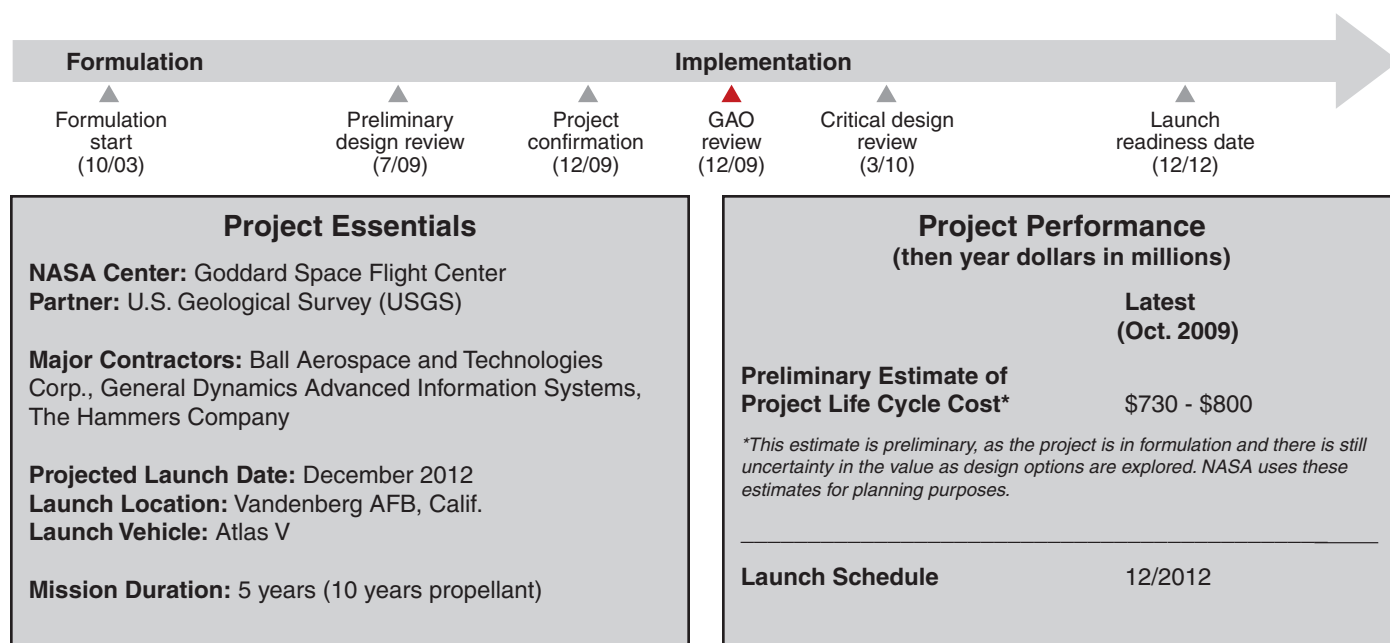 Formulation Implementation
Formulation start (10/03)
Preliminary design review (7/09)
Project confirmation (12/09)
GAO review (12/09)
Critical design review (3/10)
Launch readiness date (12/12)
Project Essentials
NASA Center: Goddard Space Flight Center
Partner: U.S. Geological Survey (USGS)
Major Contractors: Ball Aerospace and Technologies
Corp., General Dynamics Advanced Information Systems,
The Hammers Company
Projected Launch Date: December 2012
Launch Location: Vandenberg AFB, Calif.
Launch Vehicle: Atlas V
Mission Duration: 5 years (10 years propellant)
Project Performance
(then year dollars in millions)
Latest
(Oct. 2009)
Preliminary Estimate of
Project Life Cycle Cost* $730 - $800
*This estimate is preliminary, as the project is in formulation and there is still
uncertainty in the value as design options are explored. NASA uses these
estimates for planning purposes.
Launch Schedule 12/2012